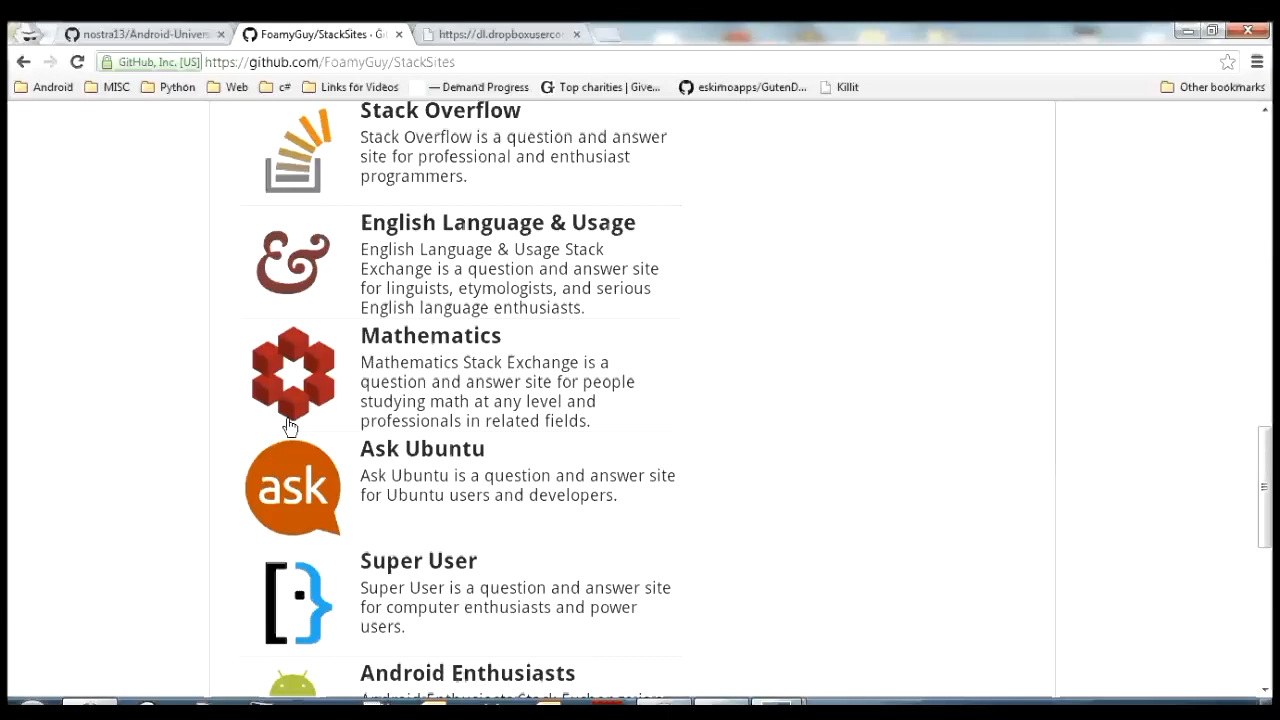 nostra13/Android-Univers
FoamyGuy/StackSites · Gi
https://dl.dropboxuserco
GitHub, Inc. [US] https://github.com/FoamyGuy/StackSites
Android MISC Python Web c# Links for Videos — Demand Progress Top charities | Give... eskimoapps/GutenD... Killit Other bookmarks
Stack Overflow
Stack Overflow is a question and answer
site for professional and enthusiast
programmers.
&
English Language & Usage
English Language & Usage Stack
Exchange is a question and answer site
for linguists, etymologists, and serious
English language enthusiasts.
Mathematics
Mathematics Stack Exchange is a
question and answer site for people
studying math at any level and
professionals in related fields.
ask
Ask Ubuntu
Ask Ubuntu is a question and answer site
for Ubuntu users and developers.
Super User
Super User is a question and answer site
for computer enthusiasts and power
users.
Android Enthusiasts
Android Enthusiasts Stack Exchange is